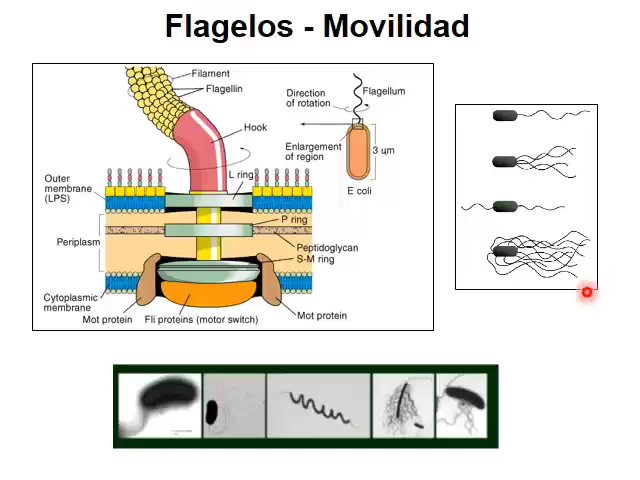 Flagelos - Movilidad
Filament
Flagellin
Hook
L ring
Outer
membrane
(LPS)
P ring
Periplasm
Peptidoglycan
S-M ring
Cytoplasmic
membrane
Mot protein
Fli proteins (motor switch)
Mot protein
Direction
of rotation
Flagellum
Enlargement
of region
3 µm
E coli